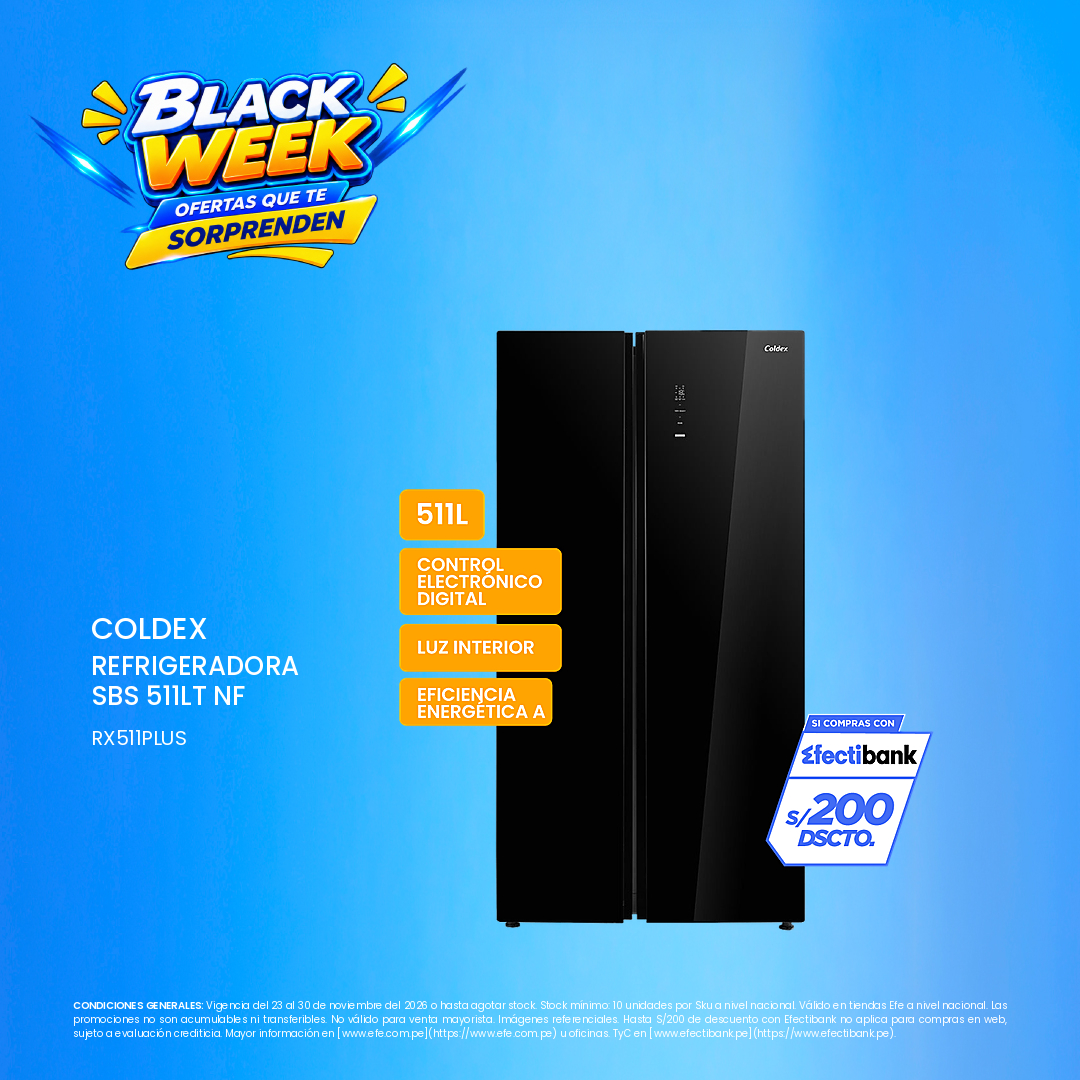 BLACK
WEEK
OFERTAS QUE TE
SORPRENDEN
Coldex
511L
CONTROL
ELECTRÓNICO
DIGITAL
LUZ INTERIOR
EFICIENCIA
ENERGÉTICA A
COLDEX
REFRIGERADORA
SBS 511LT NF
RX511PLUS
SI COMPRAS CON
Efectibank
S/200
DSCTO.
CONDICIONES GENERALES: Vigencia del 23 al 30 de noviembre del 2026 o hasta agotar stock. Stock mínimo: 10 unidades por Sku a nivel nacional. Válido en tiendas Efe a nivel nacional. Las
promociones no son acumulables ni transferibles. No válido para venta mayorista. Imágenes referenciales. Hasta S/200 de descuento con Efectibank no aplica para compras en web,
sujeto a evaluación crediticia. Mayor información en [www.efe.com.pe](https://www.efe.com.pe) u oficinas. TyC en [www.efectibank.pe](https://www.efectibank.pe).